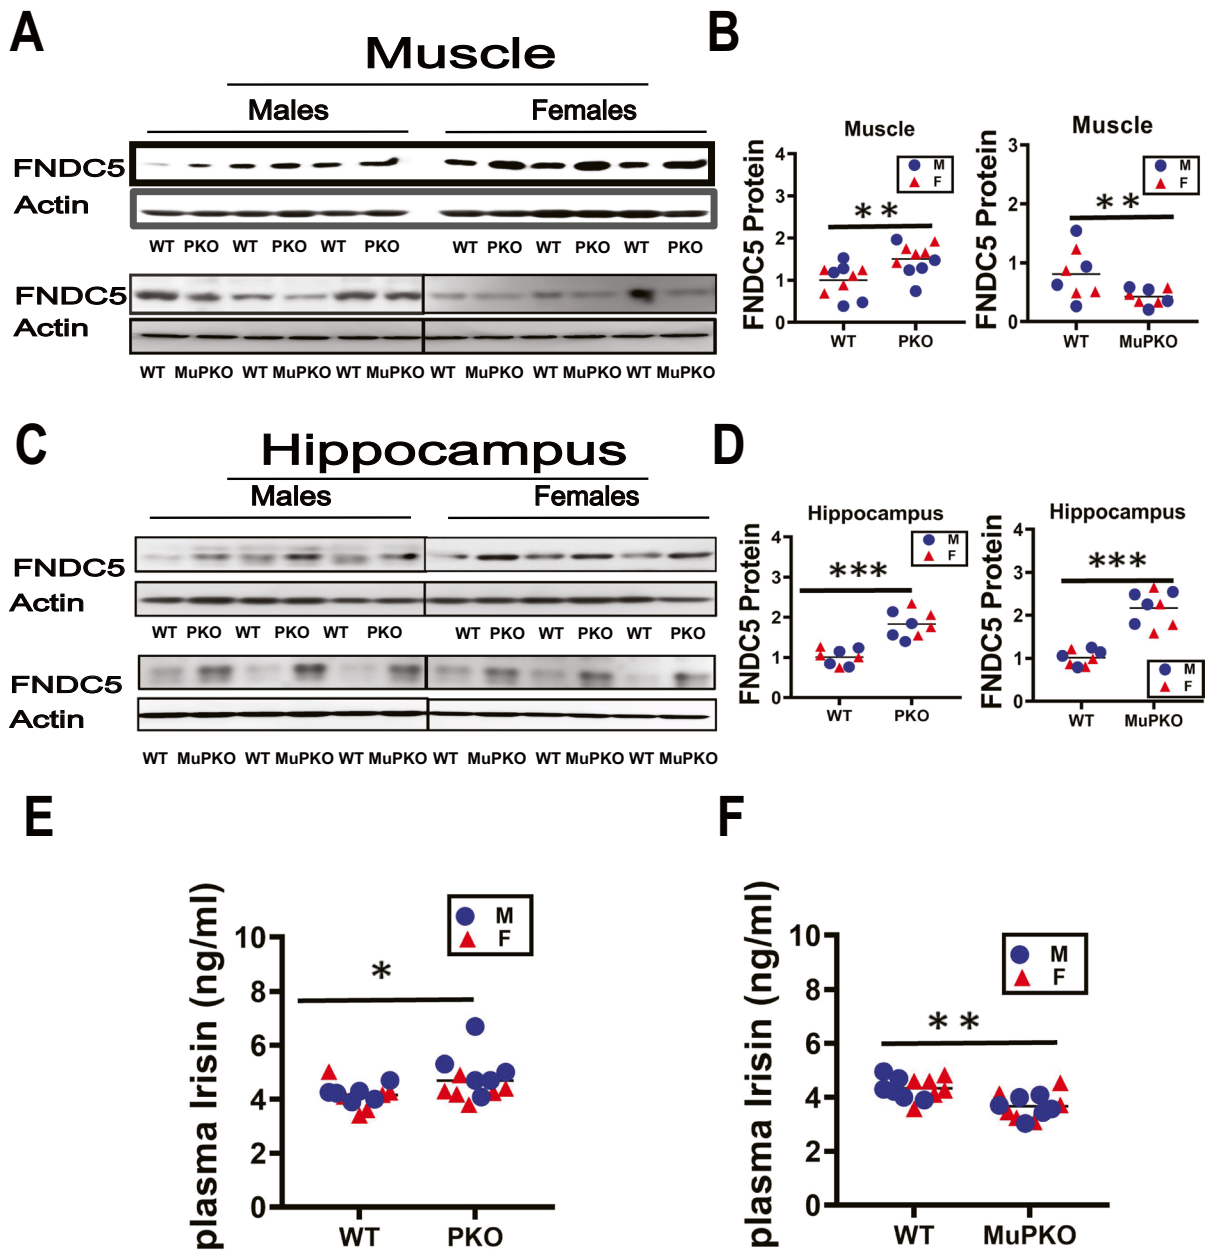 A
Muscle
Males Females
FNDC5
Actin
WT PKO WT PKO WT PKO WT PKO WT PKO WT PKO
FNDC5
Actin
WT MuPKO WT MuPKO WT MuPKO WT MuPKO WT MuPKO WT MuPKO
B
Muscle
FNDC5 Protein
4
3
2
1
0
M
F
**
WT PKO
Muscle
FNDC5 Protein
3
2
1
0
M
F
**
WT MuPKO
C
Hippocampus
Males Females
FNDC5
Actin
WT PKO WT PKO WT PKO WT PKO WT PKO WT PKO
FNDC5
Actin
WT MuPKO WT MuPKO WT MuPKO WT MuPKO WT MuPKO WT MuPKO
D
Hippocampus
FNDC5 Protein
4
3
2
1
0
M
F
***
WT PKO
Hippocampus
FNDC5 Protein
4
3
2
1
0
***
M
F
WT MuPKO
E
plasma Irisin (ng/ml)
10
8
6
4
2
0
M
F
*
WT PKO
F
plasma Irisin (ng/ml)
10
8
6
4
2
0
M
F
**
WT MuPKO